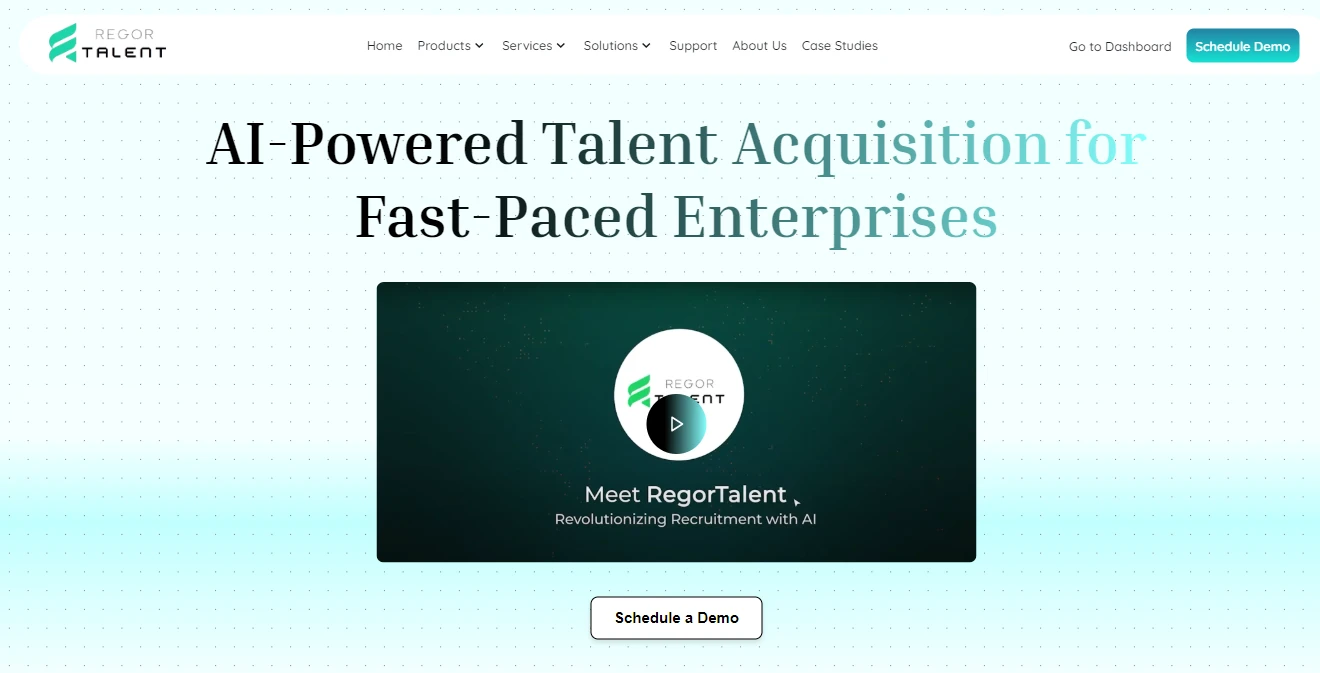 REGOR
TALENT
Home Products Services Solutions Support About Us Case Studies
Go to Dashboard Schedule Demo
AI-Powered Talent Acquisition for
Fast-Paced Enterprises
REGOR
Meet RegorTalent
Revolutionizing Recruitment with AI
Schedule a Demo